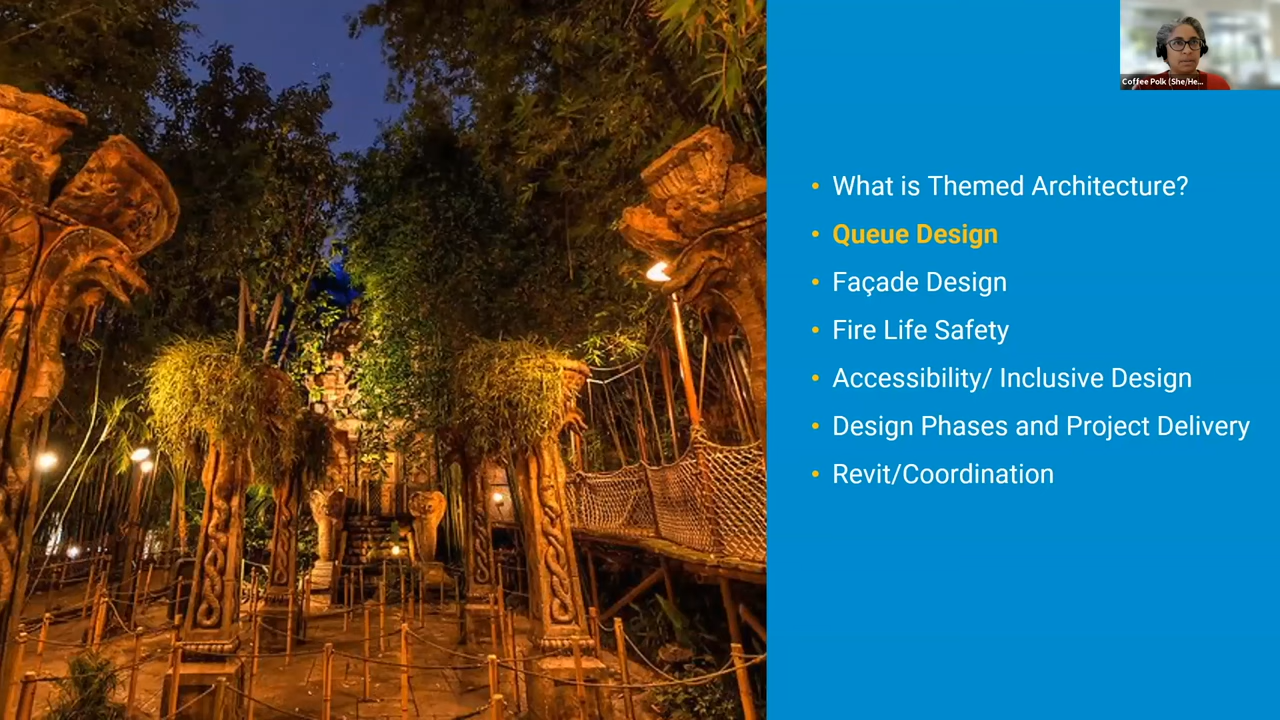 Coffee Polk (She/He...
What is Themed Architecture?
Queue Design
Façade Design
Fire Life Safety
Accessibility/ Inclusive Design
Design Phases and Project Delivery
Revit/Coordination